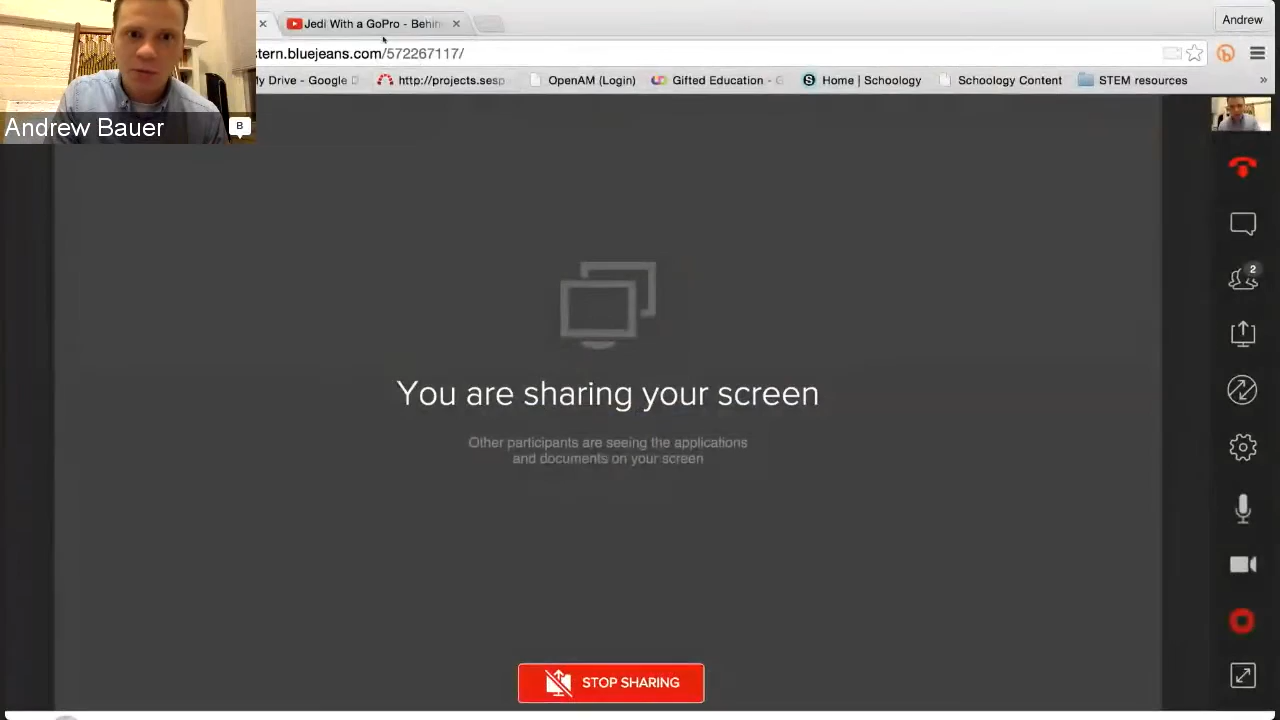 Jedi With a GoPro - Behin
Andrew
stern.bluejeans.com/572267117/
My Drive - Google D
http://projects.sesp
OpenAM (Login)
Gifted Education - G
S
Home | Schoology
Schoology Content
STEM resources
»
Andrew Bauer
B
2
You are sharing your screen
Other participants are seeing the applications
and documents on your screen
STOP SHARING